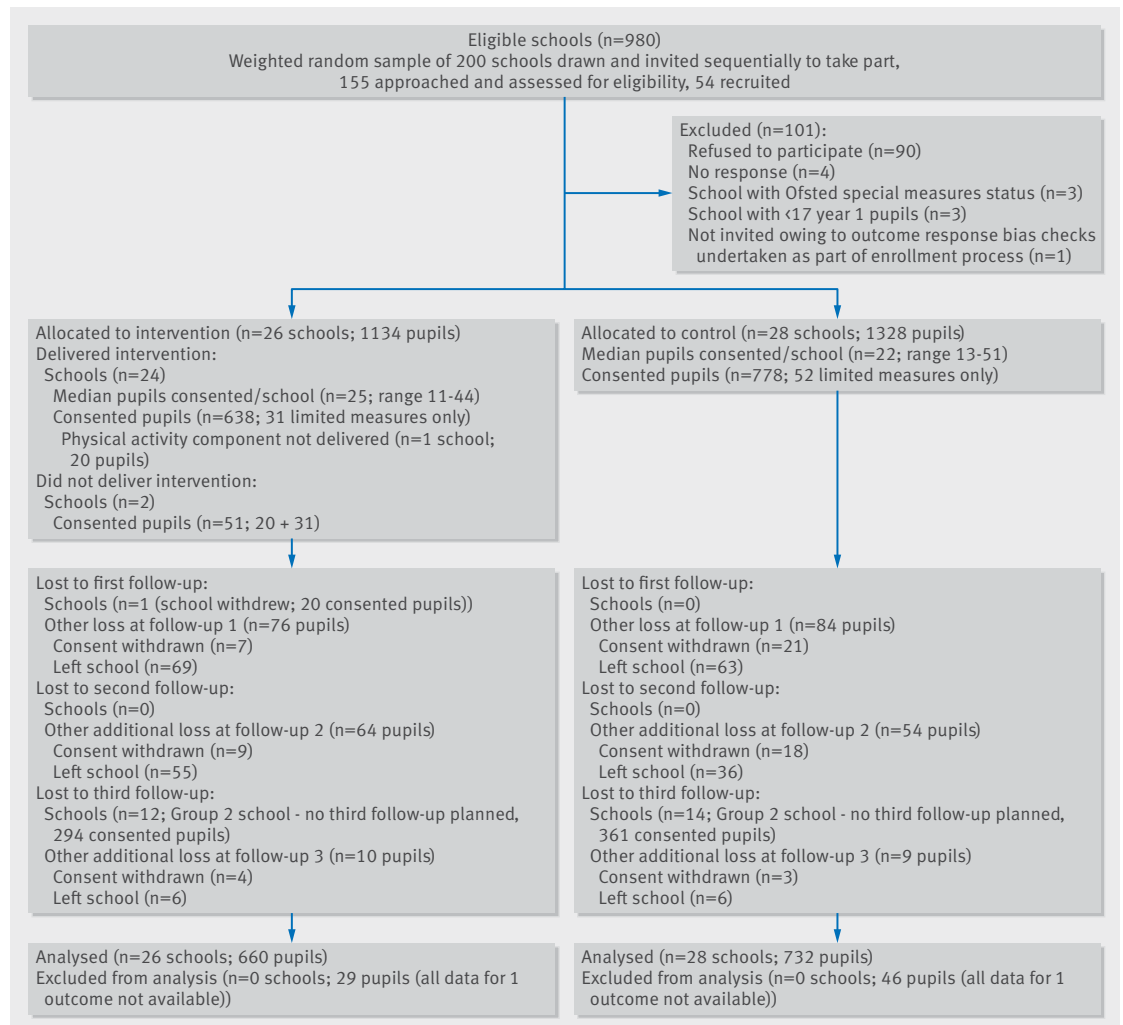 Eligible schools (n=980)
Weighted random sample of 200 schools drawn and invited sequentially to take part,
155 approached and assessed for eligibility, 54 recruited
Excluded (n=101):
Refused to participate (n=90)
No response (n=4)
School with Ofsted special measures status (n=3)
School with <17 year 1 pupils (n=3)
Not invited owing to outcome response bias checks
undertaken as part of enrollment process (n=1)
Allocated to intervention (n=26 schools; 1134 pupils)
Delivered intervention:
Schools (n=24)
Median pupils consented/school (n=25; range 11-44)
Consented pupils (n=638; 31 limited measures only)
Physical activity component not delivered (n=1 school;
20 pupils)
Did not deliver intervention:
Schools (n=2)
Consented pupils (n=51; 20 + 31)
Allocated to control (n=28 schools; 1328 pupils)
Median pupils consented/school (n=22; range 13-51)
Consented pupils (n=778; 52 limited measures only)
Lost to first follow-up:
Schools (n=1 (school withdrew; 20 consented pupils))
Other loss at follow-up 1 (n=76 pupils)
Consent withdrawn (n=7)
Left school (n=69)
Lost to second follow-up:
Schools (n=0)
Other additional loss at follow-up 2 (n=64 pupils)
Consent withdrawn (n=9)
Left school (n=55)
Lost to third follow-up:
Schools (n=12; Group 2 school - no third follow-up planned,
294 consented pupils)
Other additional loss at follow-up 3 (n=10 pupils)
Consent withdrawn (n=4)
Left school (n=6)
Lost to first follow-up:
Schools (n=0)
Other loss at follow-up 1 (n=84 pupils)
Consent withdrawn (n=21)
Left school (n=63)
Lost to second follow-up:
Schools (n=0)
Other additional loss at follow-up 2 (n=54 pupils)
Consent withdrawn (n=18)
Left school (n=36)
Lost to third follow-up:
Schools (n=14; Group 2 school - no third follow-up planned,
361 consented pupils)
Other additional loss at follow-up 3 (n=9 pupils)
Consent withdrawn (n=3)
Left school (n=6)
Analysed (n=26 schools; 660 pupils)
Excluded from analysis (n=0 schools; 29 pupils (all data for 1
outcome not available))
Analysed (n=28 schools; 732 pupils)
Excluded from analysis (n=0 schools; 46 pupils (all data for 1
outcome not available))